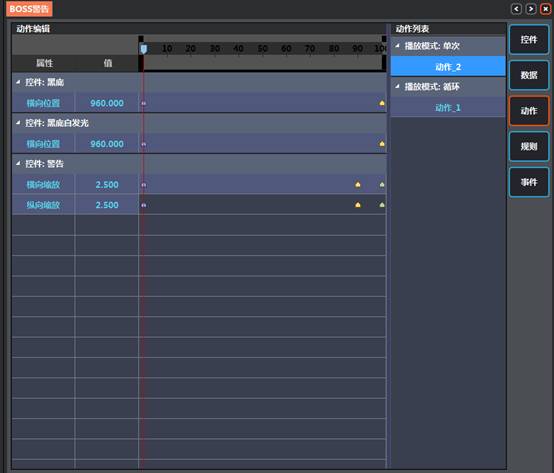 BOSS警告
动作编辑
10 20 30 40 50 60 70 80 90 100
属性 值
控件: 黑底
横向位置 960.000
控件: 黑底白发光
横向位置 960.000
控件: 警告
横向缩放 2.500
纵向缩放 2.500
动作列表
播放模式: 单次
动作_2
播放模式: 循环
动作_1
控件
数据
动作
规则
事件